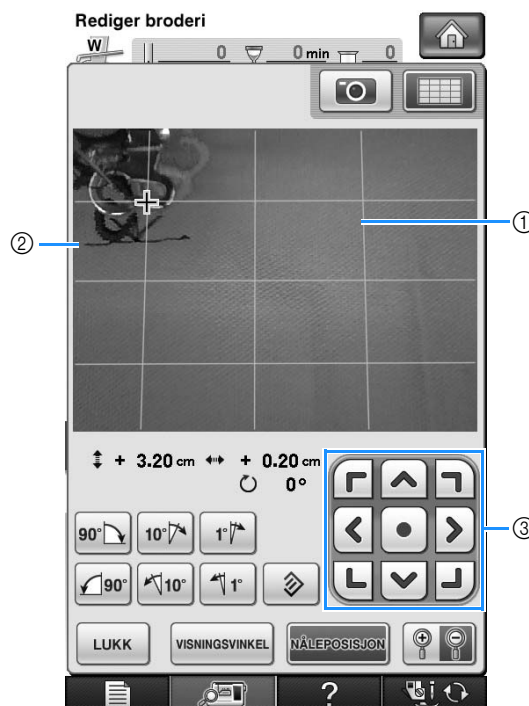 Rediger broderi
W 0 0 min 0
①
②
+ 3.20 cm + 0.20 cm
0°
③
90° 10° 1°
90° 10° 1°
LUKK VISNINGSVINKEL NÅLEPOSISJON
?